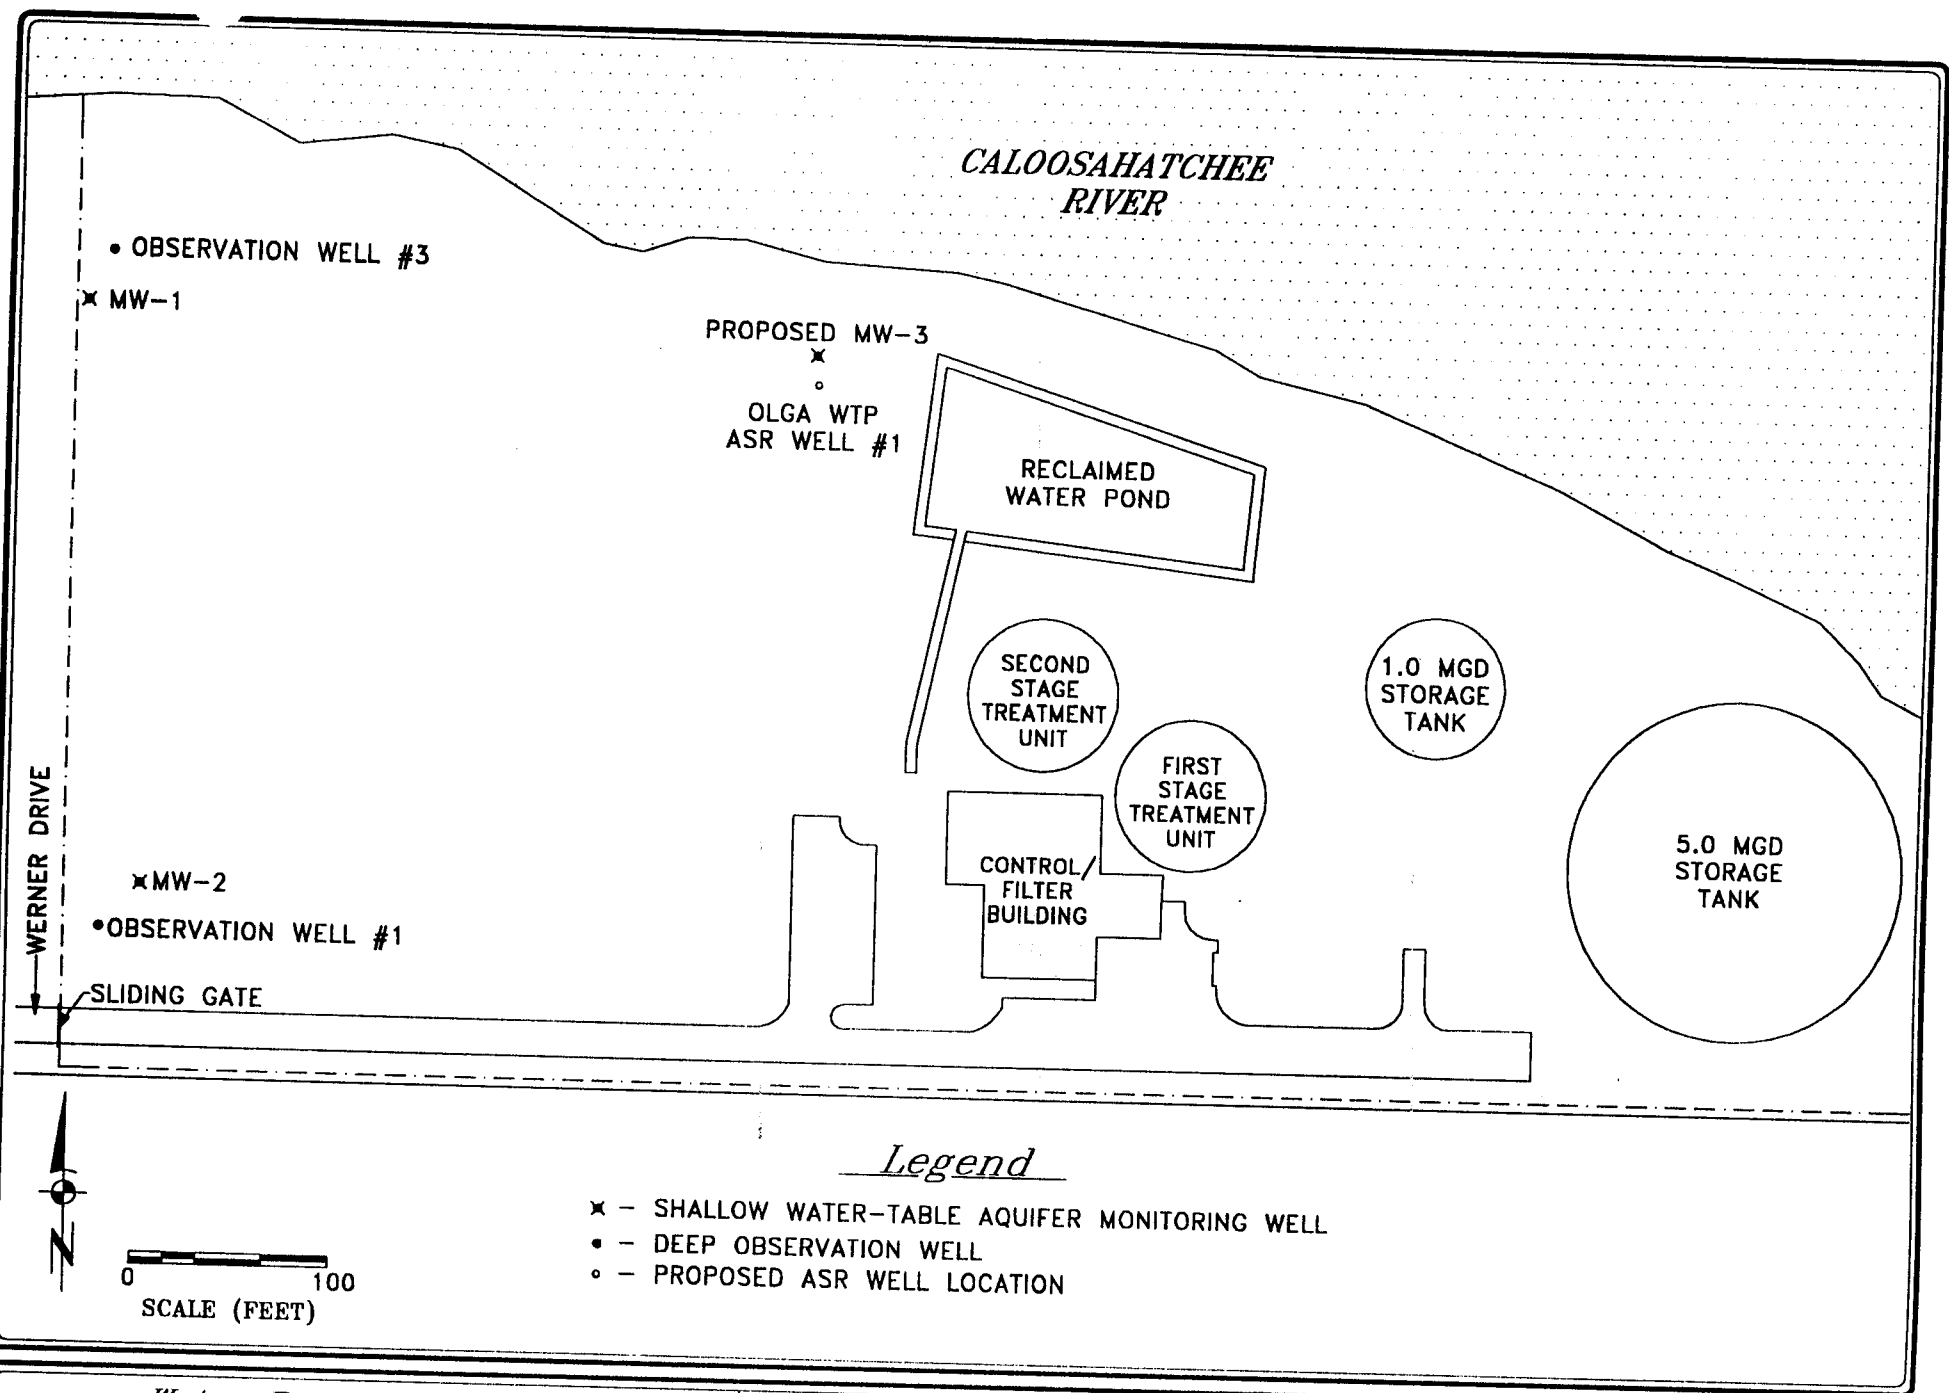 CALOOSAHATCHEE
RIVER
OBSERVATION WELL #3
MW-1
PROPOSED MW-3
OLGA WTP
ASR WELL #1
RECLAIMED
WATER POND
SECOND
STAGE
TREATMENT
UNIT
1.0 MGD
STORAGE
TANK
FIRST
STAGE
TREATMENT
UNIT
5.0 MGD
STORAGE
TANK
CONTROL/
FILTER
BUILDING
WERNER DRIVE
MW-2
OBSERVATION WELL #1
SLIDING GATE
N
0 100
SCALE (FEET)
Legend
- SHALLOW WATER-TABLE AQUIFER MONITORING WELL
- DEEP OBSERVATION WELL
- PROPOSED ASR WELL LOCATION